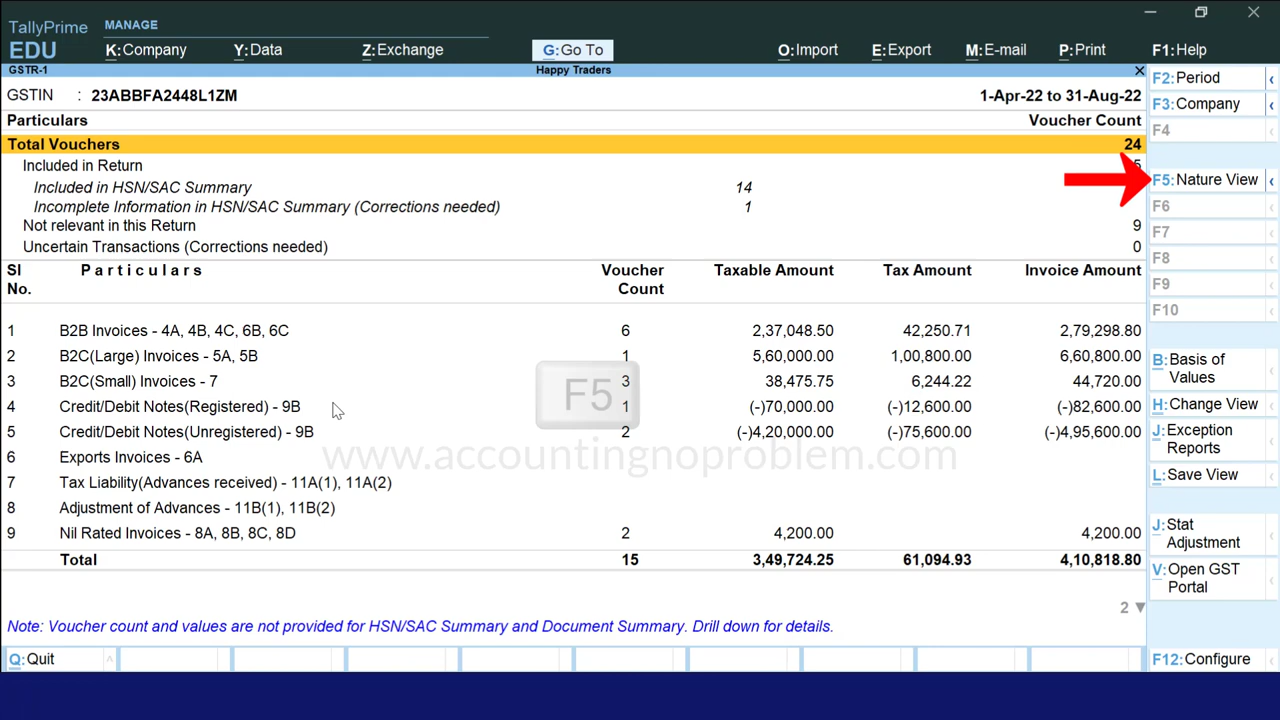 TallyPrime MANAGE
EDU K:Company Y:Data Z:Exchange G:Go To O:Import E:Export M:E-mail P:Print F1:Help
GSTR-1 Happy Traders
GSTIN : 23ABBFA2448L1ZM 1-Apr-22 to 31-Aug-22
Particulars Voucher Count
Total Vouchers 24
Included in Return 5
Included in HSN/SAC Summary 14
Incomplete Information in HSN/SAC Summary (Corrections needed) 1
Not relevant in this Return 9
Uncertain Transactions (Corrections needed) 0
Sl Particulars Voucher Taxable Amount Tax Amount Invoice Amount
No. Count
1 B2B Invoices - 4A, 4B, 4C, 6B, 6C 6 2,37,048.50 42,250.71 2,79,298.80
2 B2C(Large) Invoices - 5A, 5B 1 5,60,000.00 1,00,800.00 6,60,800.00
3 B2C(Small) Invoices - 7 3 38,475.75 6,244.22 44,720.00
4 Credit/Debit Notes(Registered) - 9B 1 (-)70,000.00 (-)12,600.00 (-)82,600.00
5 Credit/Debit Notes(Unregistered) - 9B 2 (-)4,20,000.00 (-)75,600.00 (-)4,95,600.00
6 Exports Invoices - 6A
7 Tax Liability(Advances received) - 11A(1), 11A(2)
8 Adjustment of Advances - 11B(1), 11B(2)
9 Nil Rated Invoices - 8A, 8B, 8C, 8D 2 4,200.00 4,200.00
Total 15 3,49,724.25 61,094.93 4,10,818.80
F5
www.accountingnoproblem.com
2
Note: Voucher count and values are not provided for HSN/SAC Summary and Document Summary. Drill down for details.
Q:Quit
F2:Period
F3:Company
F4
F5:Nature View
F6
F7
F8
F9
F10
B:Basis of
Values
H:Change View
J:Exception
Reports
L:Save View
J:Stat
Adjustment
V:Open GST
Portal
F12:Configure